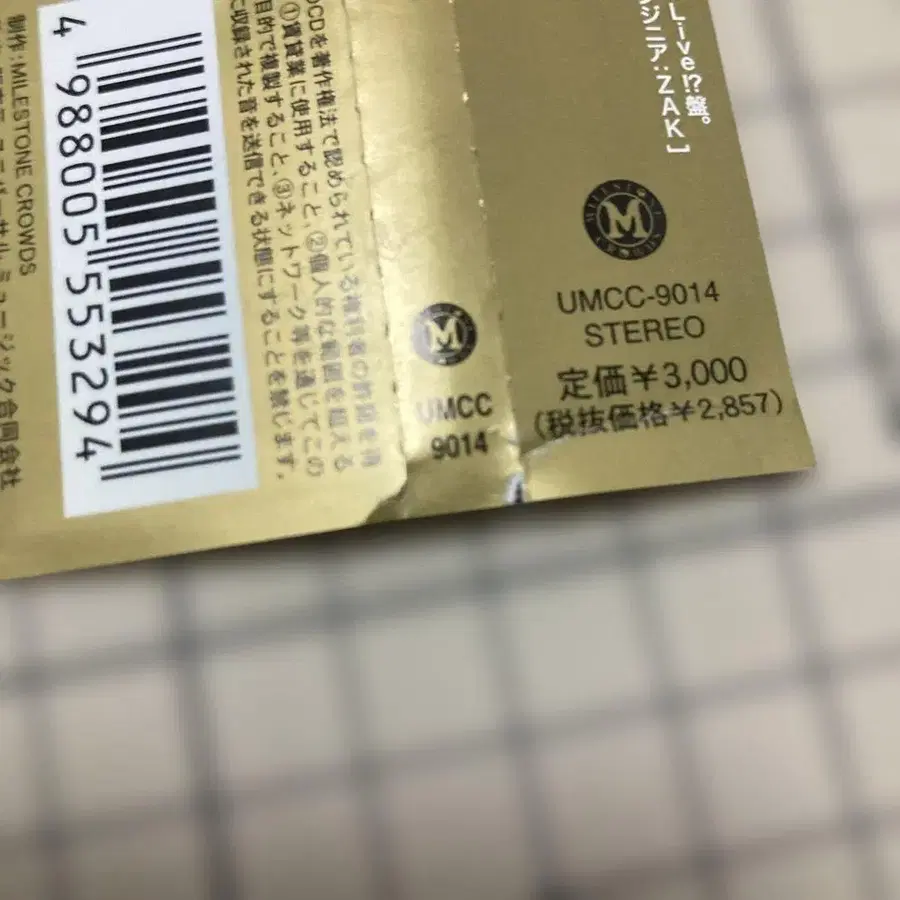 Live!?盤。
ジニア:ZAK]
M
UMCC-9014
STEREO
定価¥3,000
(税抜価格¥2,857)
M
UMCC
9014
CDを著作権法で認められている権利者の許諾を得
①賃貸業に使用すること、②個人的な範囲を超える
目的で複製すること、③ネットワーク等を通じてこの
に収録された音を送信できる状態にすることを禁じます。
4 988005 553294
制作:MILESTONE CROWDS
ユニバーサル ミュージック合同会社